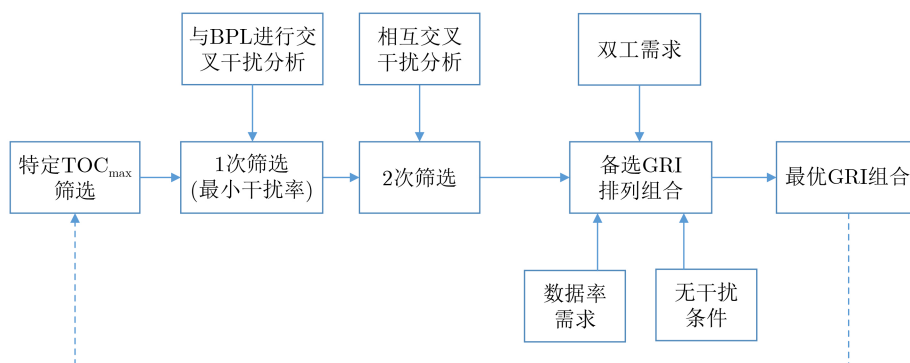 与BPL进行交
叉干扰分析
相互交叉
干扰分析
双工需求
特定TOCmax
筛选
1次筛选
(最小干扰率)
2次筛选
备选GRI
排列组合
最优GRI组合
数据率
需求
无干扰
条件